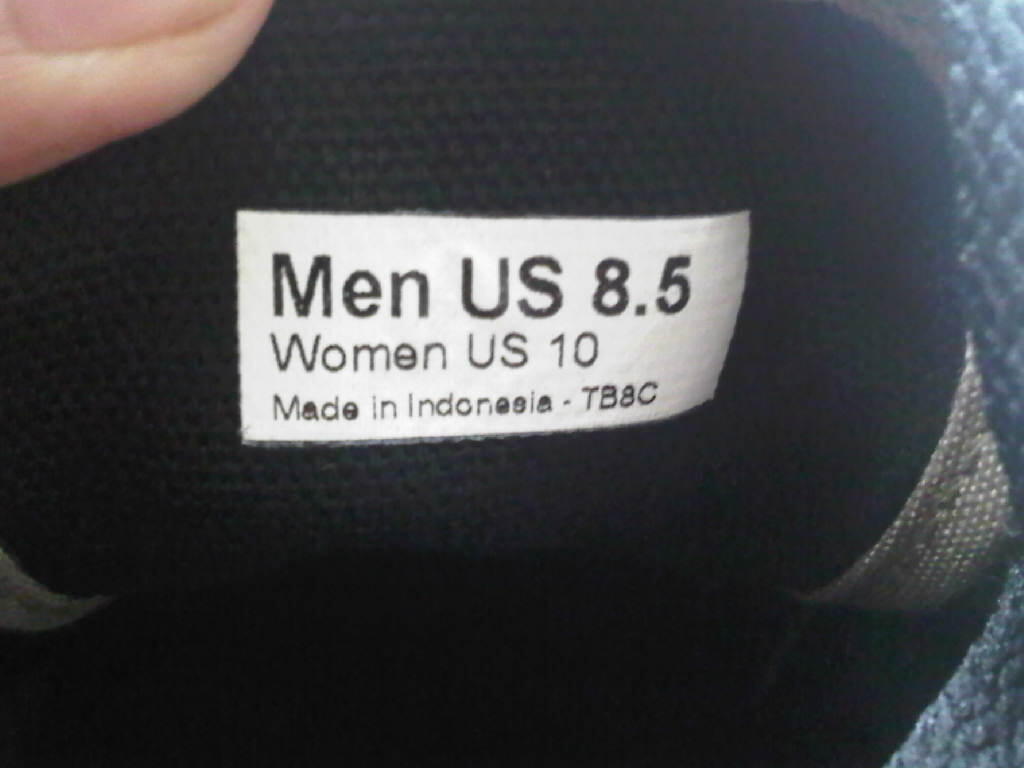 Men US 8.5
Women US 10
Made in Indonesia - TB8C